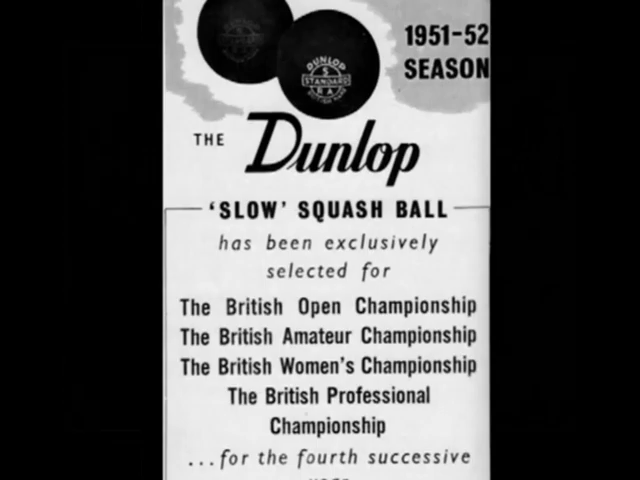 1951-52
SEASON
DUNLOP
S
STANDARD
R A
THE Dunlop
'SLOW' SQUASH BALL
has been exclusively
selected for
The British Open Championship
The British Amateur Championship
The British Women's Championship
The British Professional
Championship
...for the fourth successive